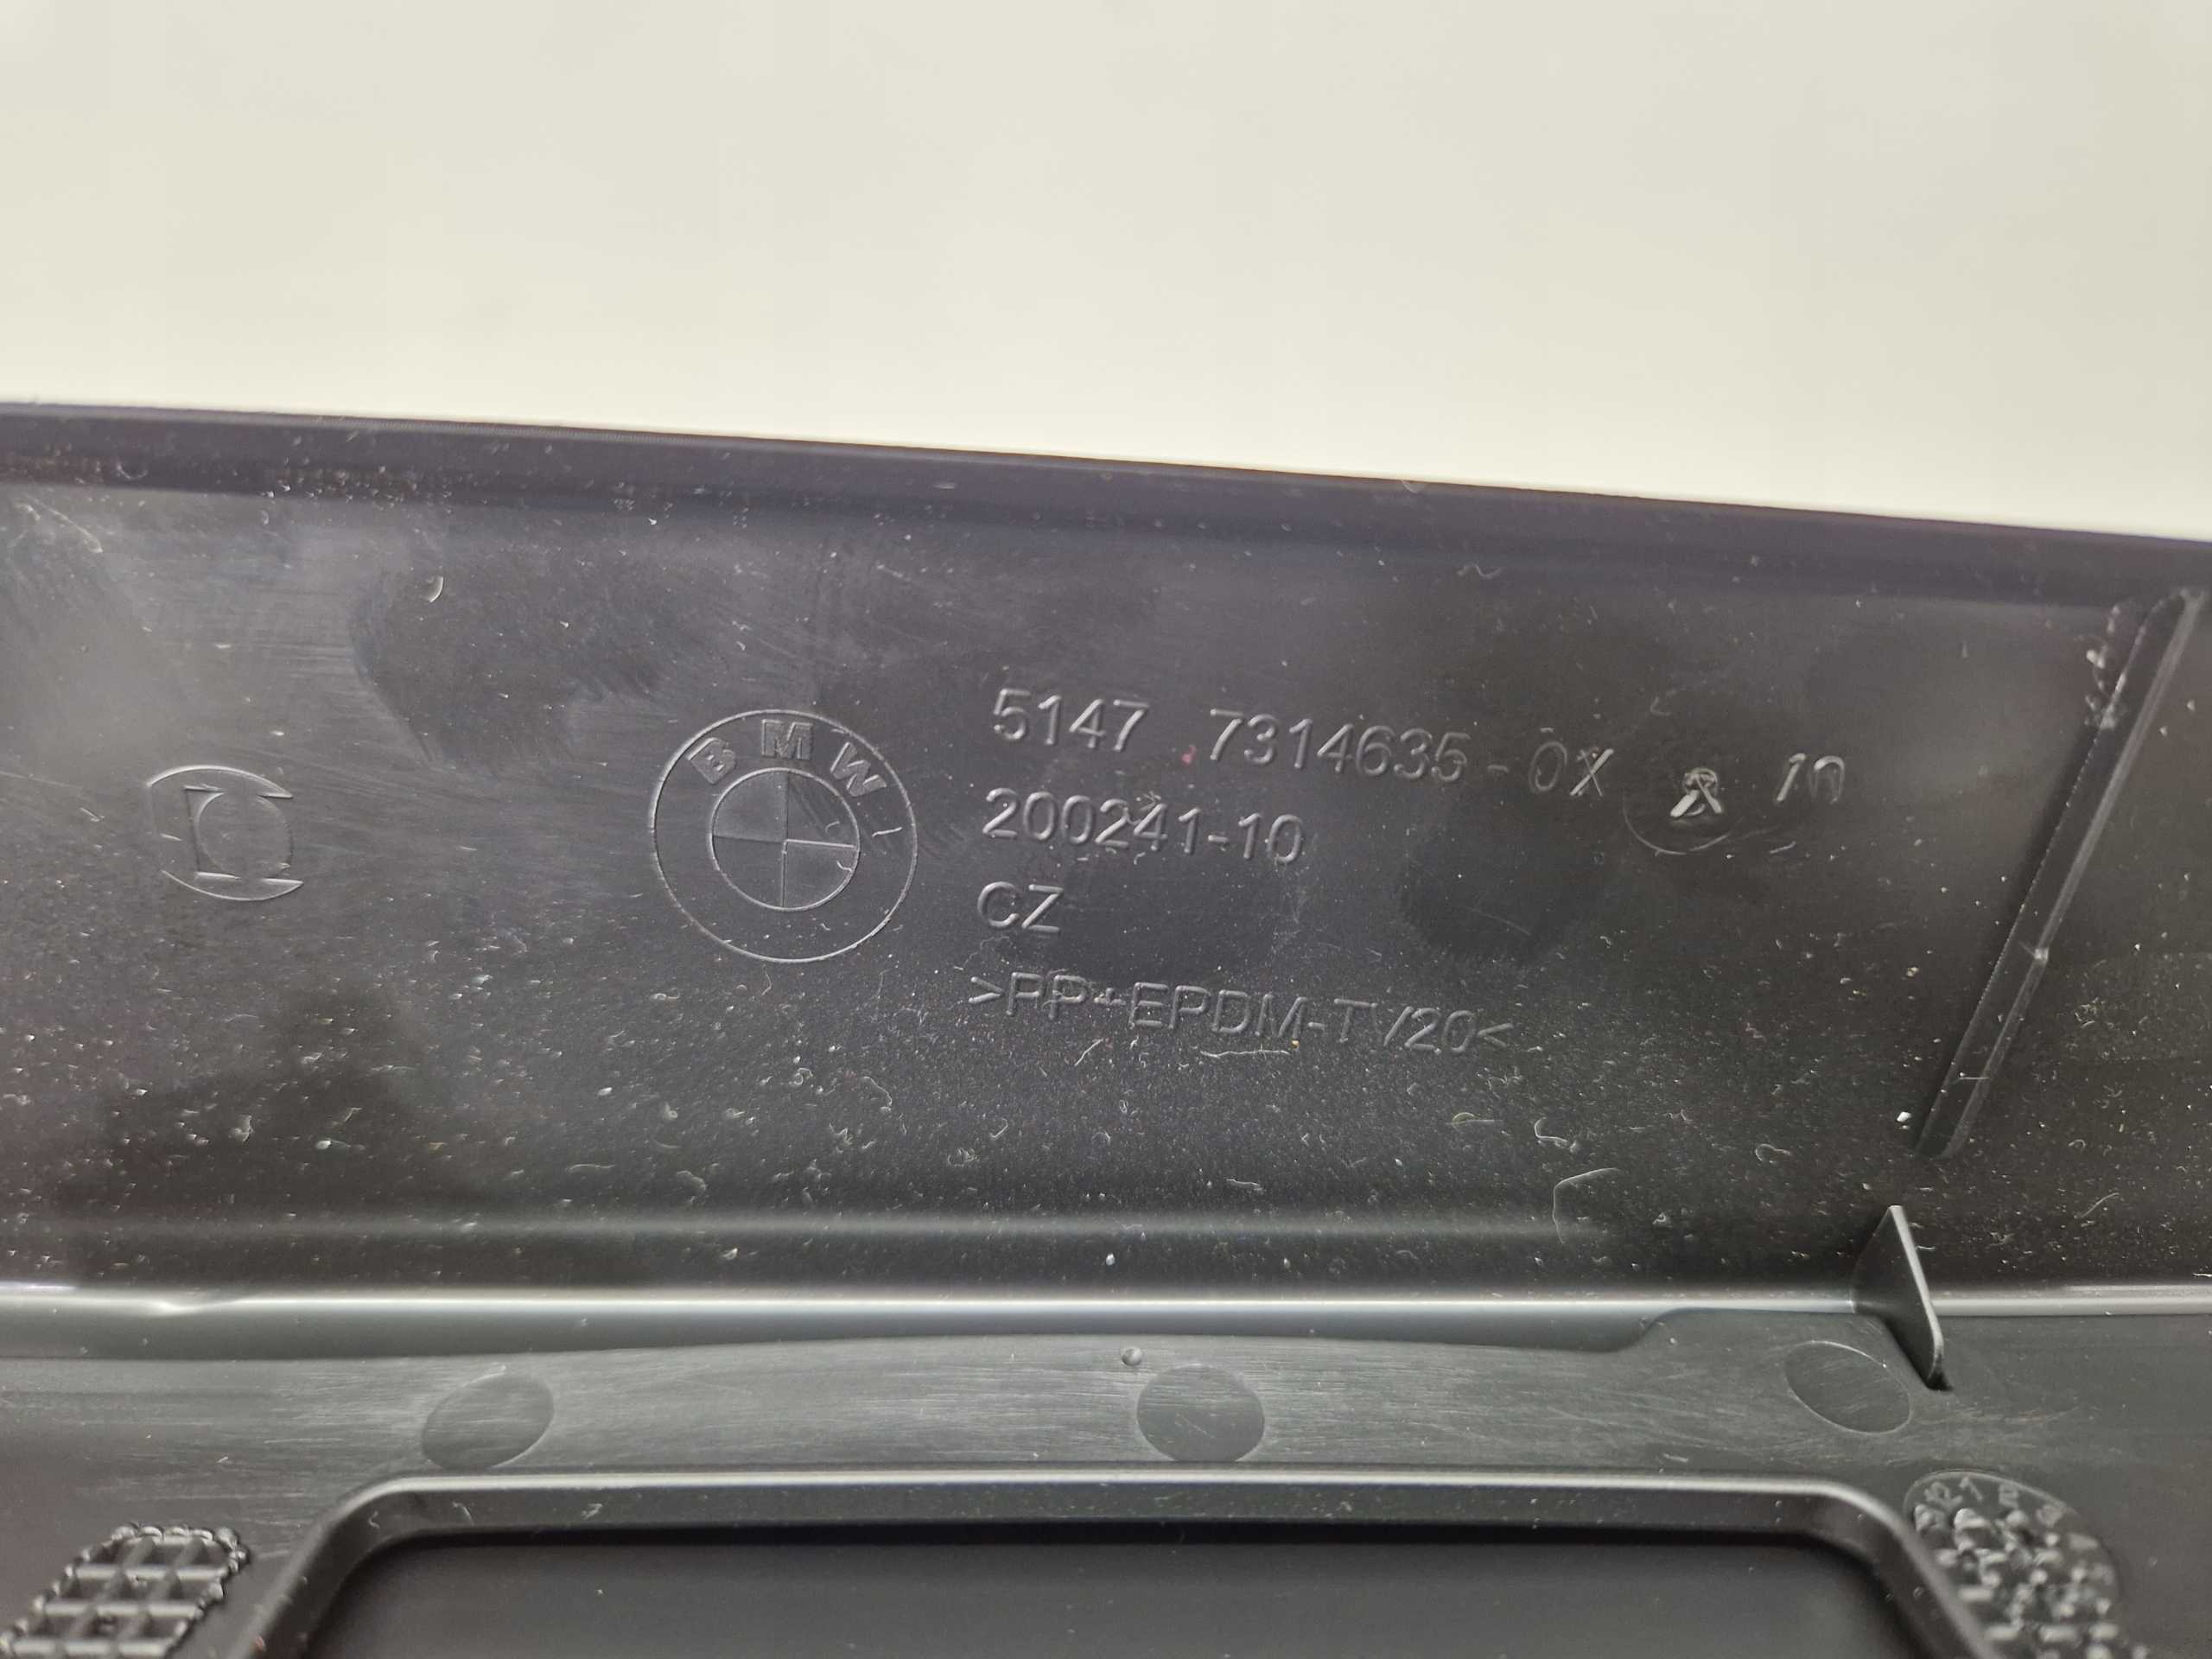 BMW
5147 7314635-0X
200241-10
CZ
>PP+EPDM-TV20<